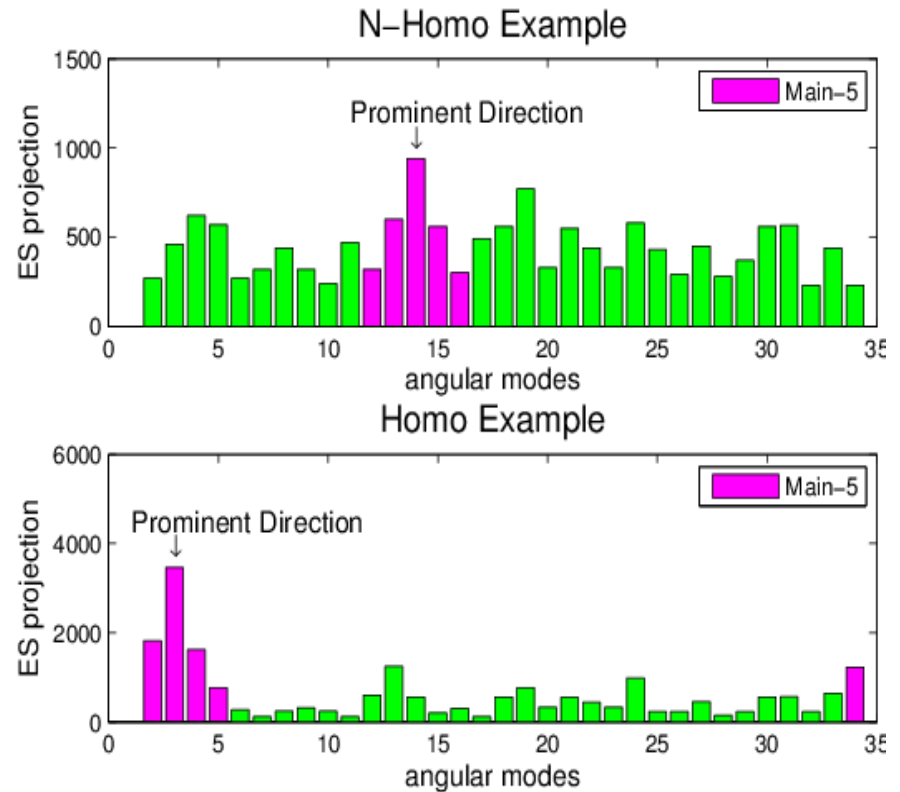 N-Homo Example
1500
Main-5
Prominent Direction
1000
ES projection
500
0
0 5 10 15 20 25 30 35
angular modes
Homo Example
6000
Main-5
Prominent Direction
4000
ES projection
2000
0
0 5 10 15 20 25 30 35
angular modes